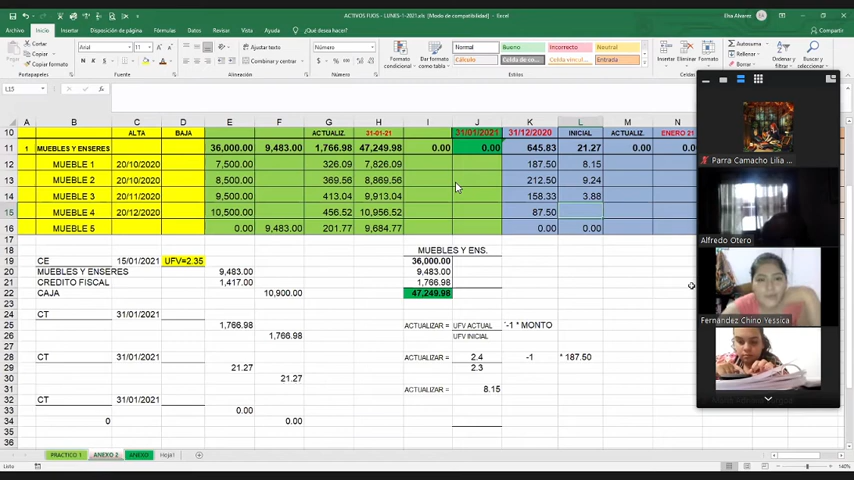 ACTIVOS FIJOS - LUNES-1-2021.xls [Modo de compatibilidad] - Excel
Elsa Alvarez EA
Archivo Inicio Insertar Disposición de página Fórmulas Datos Revisar Vista Ayuda ¿Qué desea hacer? Compartir
Cortar
Copiar
Copiar formato
Portapapeles
Arial 11
Fuente
Ajustar texto
Combinar y centrar
Alineación
Número
Formato condicional
Dar formato como tabla
Normal Bueno Incorrecto Neutral
Cálculo Celda de co... Celda vincul... Entrada
Estilos
Insertar Eliminar Formato
Celdas
Autosuma
Rellenar
Borrar
Ordenar y filtrar
Buscar y seleccionar
L15
A B C D E F G H I J K L M N
10 ALTA BAJA ACTUALIZ. 31-01-21 31/01/2021 31/12/2020 INICIAL ACTUALIZ. ENERO 21
11 1 MUEBLES Y ENSERES 36,000.00 9,483.00 1,766.98 47,249.98 0.00 0.00 645.83 21.27 0.00 0.00
12 MUEBLE 1 20/10/2020 7,500.00 326.09 7,826.09 187.50 8.15
13 MUEBLE 2 20/10/2020 8,500.00 369.56 8,869.56 212.50 9.24
14 MUEBLE 3 20/11/2020 9,500.00 413.04 9,913.04 158.33 3.88
15 MUEBLE 4 20/12/2020 10,500.00 456.52 10,956.52 87.50
16 MUEBLE 5 0.00 9,483.00 201.77 9,684.77 0.00 0.00
17
18 MUEBLES Y ENS.
19 CE 15/01/2021 UFV=2.35 36,000.00
20 MUEBLES Y ENSERES 9,483.00 9,483.00
21 CREDITO FISCAL 1,417.00 1,766.98
22 CAJA 10,900.00 47,249.98
23
24 CT 31/01/2021
25 1,766.98 ACTUALIZAR = UFV ACTUAL -1 * MONTO
26 1,766.98 UFV INICIAL
27
28 CT 31/01/2021 ACTUALIZAR = 2.4 -1 * 187.50
29 21.27 2.3
30 21.27
31 ACTUALIZAR = 8.15
32 CT 31/01/2021
33 0.00
34 0 0.00
35
36
Parra Camacho Lilia ...
Alfredo Otero
Fernandez Chino Yessica
PRACTICO 1 ANEXO 2 ANEXO Hoja1
Listo
140%